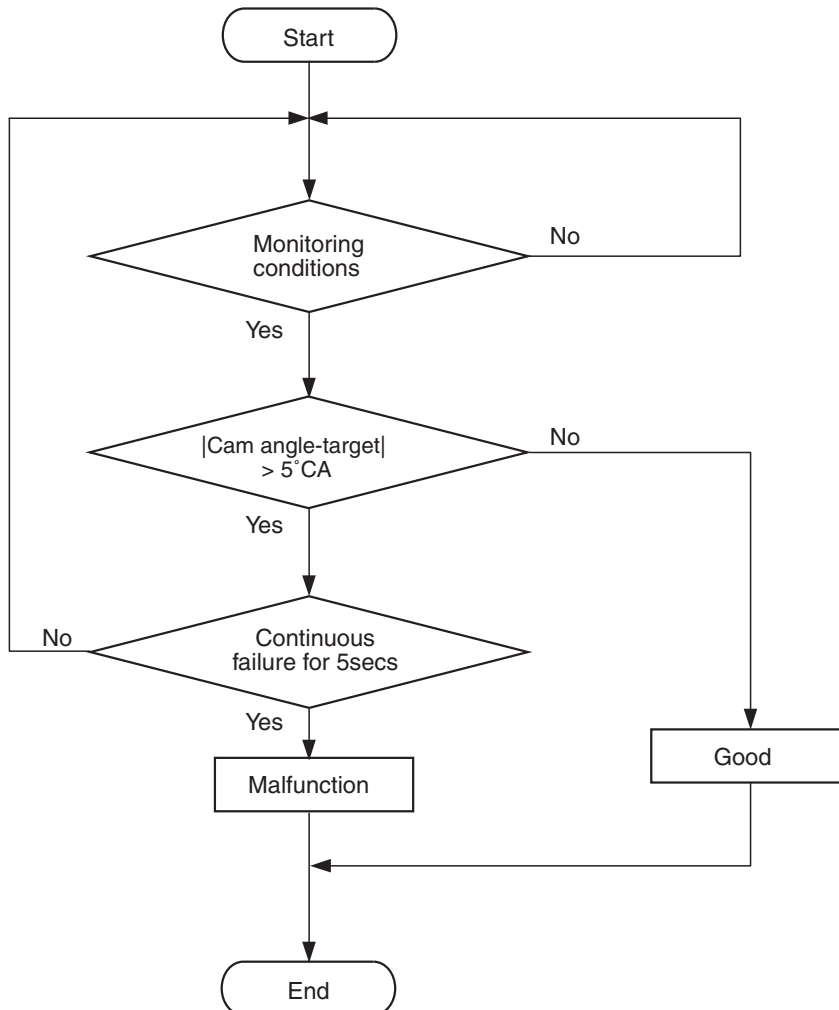 Start
Monitoring
conditions
No
Yes
|Cam angle-target|
> 5˚CA
No
Yes
Continuous
failure for 5secs
No
Yes
Malfunction
Good
End